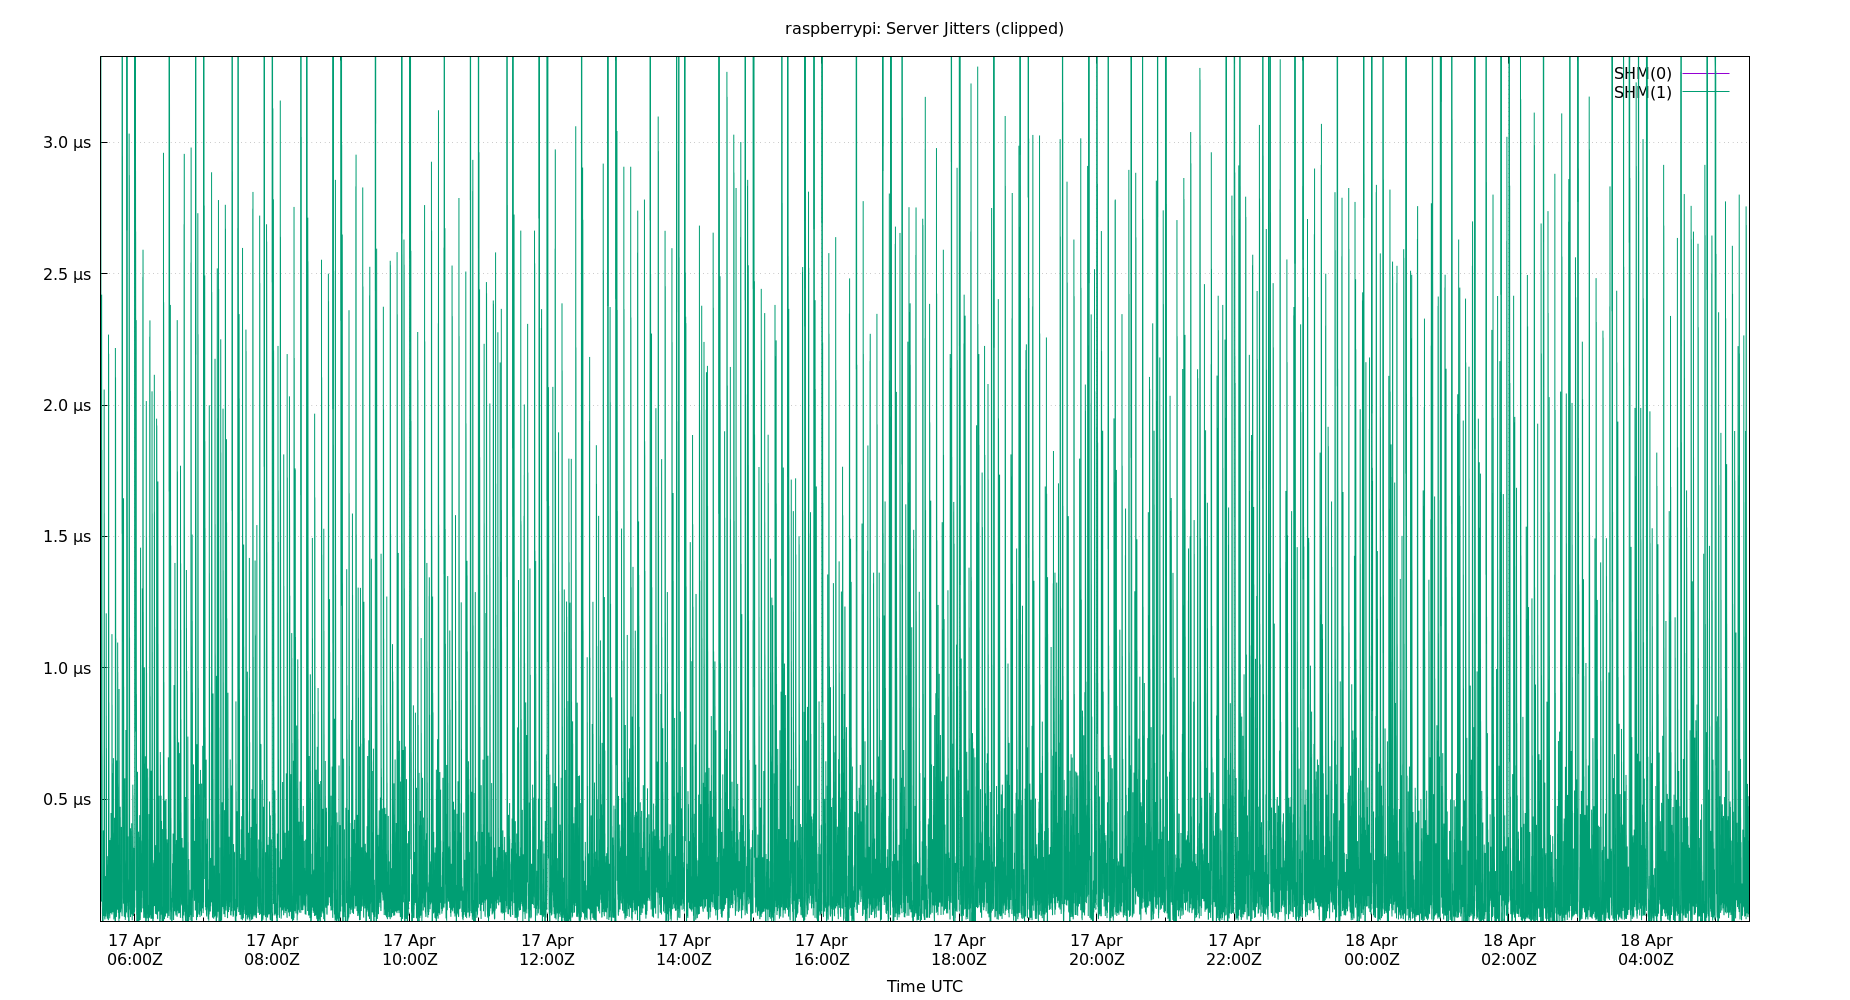 raspberrypi: Server Jitters (clipped)
SHM(0)
SHM(1)
3.0 µs
2.5 µs
2.0 µs
1.5 µs
1.0 µs
0.5 µs
17 Apr 17 Apr 17 Apr 17 Apr 17 Apr 17 Apr 17 Apr 17 Apr 17 Apr 18 Apr 18 Apr 18 Apr
06:00Z 08:00Z 10:00Z 12:00Z 14:00Z 16:00Z 18:00Z 20:00Z 22:00Z 00:00Z 02:00Z 04:00Z
Time UTC